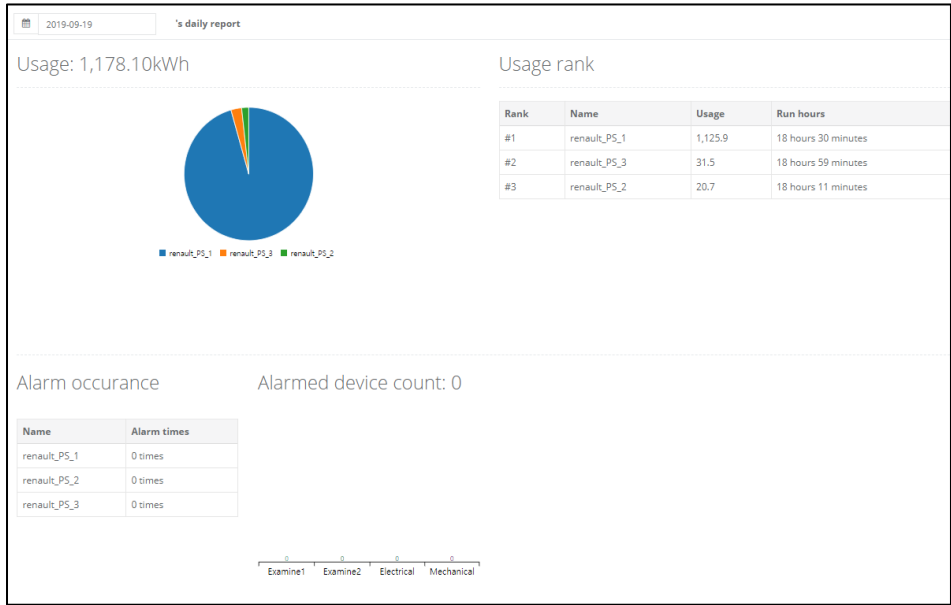 2019-09-19 's daily report
Usage: 1,178.10kWh
renault_PS_1 renault_PS_3 renault_PS_2
Usage rank
Rank Name Usage Run hours
#1 renault_PS_1 1,125.9 18 hours 30 minutes
#2 renault_PS_3 31.5 18 hours 59 minutes
#3 renault_PS_2 20.7 18 hours 11 minutes
Alarm occurance
Name Alarm times
renault_PS_1 0 times
renault_PS_2 0 times
renault_PS_3 0 times
Alarmed device count: 0
0 0 0 0
Examine1 Examine2 Electrical Mechanical